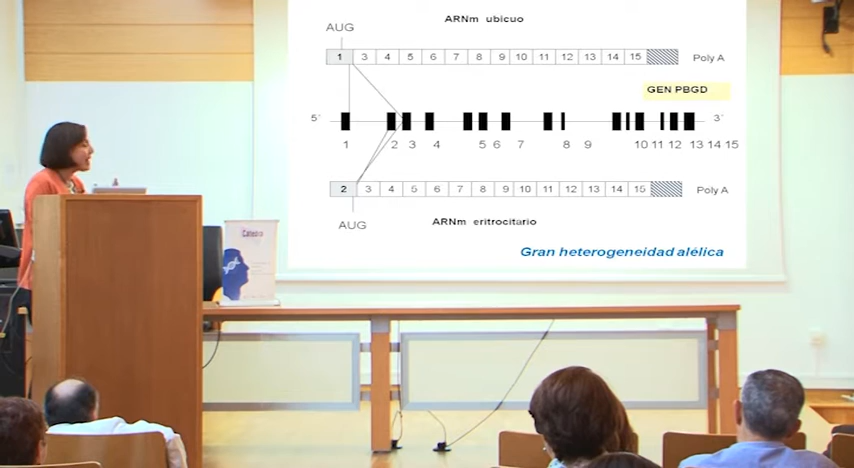 ARNm ubicuo
AUG
1 3 4 5 6 7 8 9 10 11 12 13 14 15 Poly A
GEN PBGD
5´ 3´
1 2 3 4 5 6 7 8 9 10 11 12 13 14 15
2 3 4 5 6 7 8 9 10 11 12 13 14 15 Poly A
AUG ARNm eritrocitario
Gran heterogeneidad alélica